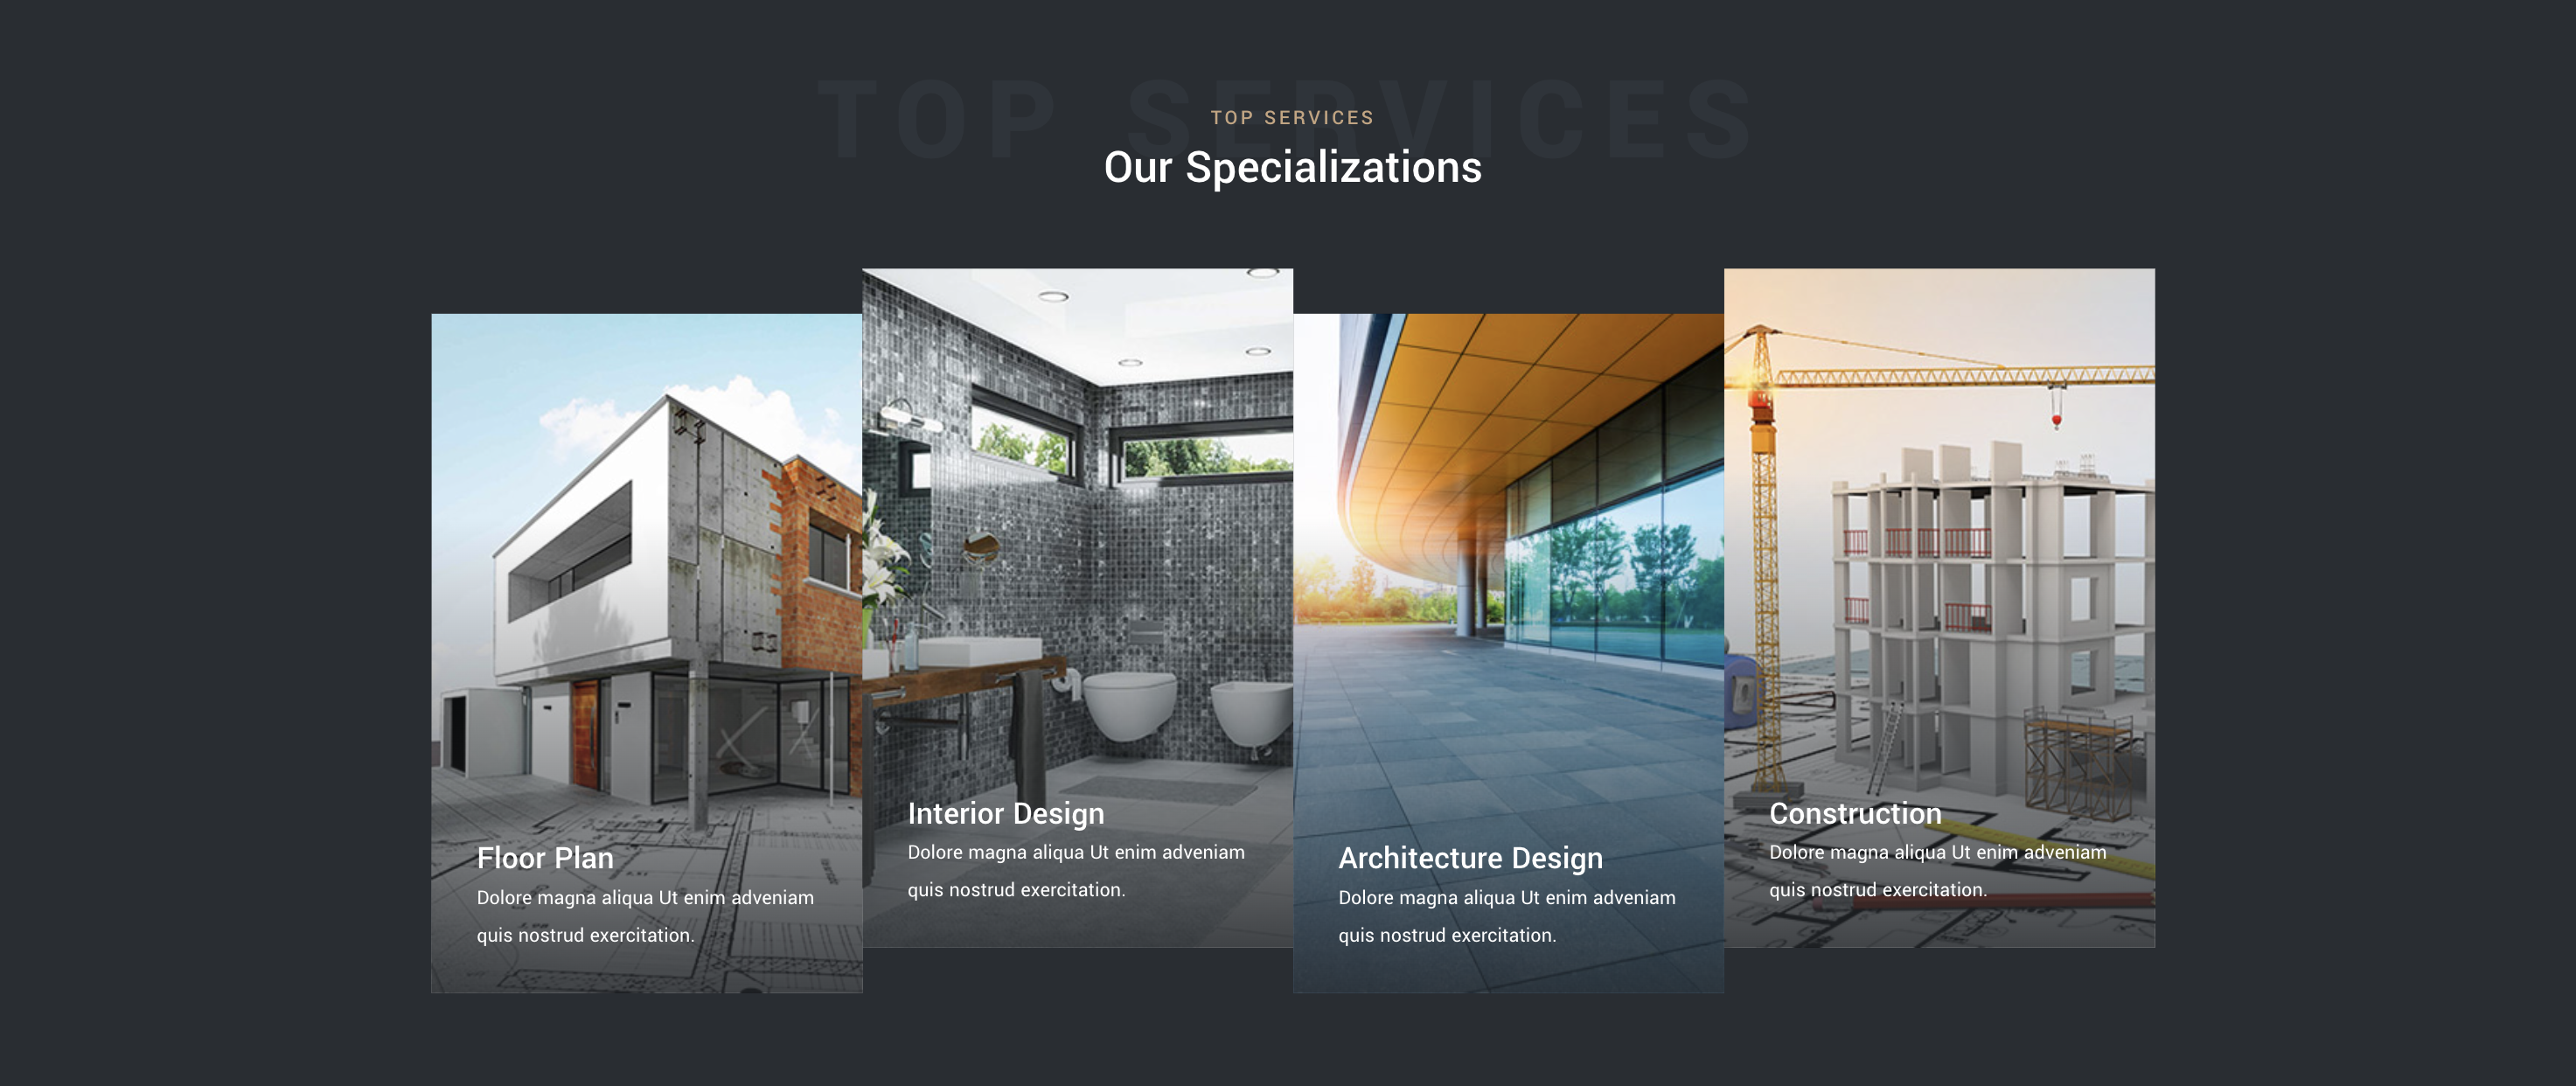 TOP SERVICES
TOP SERVICES
Our Specializations
Floor Plan
Dolore magna aliqua Ut enim adveniam
quis nostrud exercitation.
Interior Design
Dolore magna aliqua Ut enim adveniam
quis nostrud exercitation.
Architecture Design
Dolore magna aliqua Ut enim adveniam
quis nostrud exercitation.
Construction
Dolore magna aliqua Ut enim adveniam
quis nostrud exercitation.